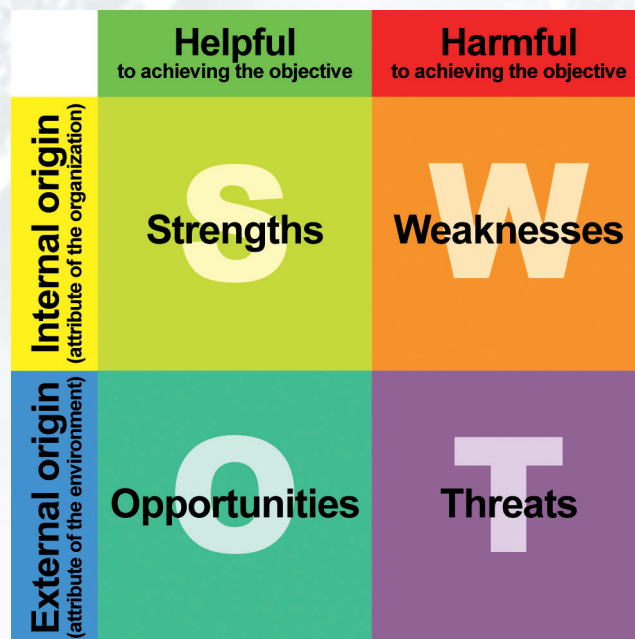 Helpful
to achieving the objective
Harmful
to achieving the objective
Internal origin
(attribute of the organization)
S
Strengths
W
Weaknesses
External origin
(attribute of the environment)
O
Opportunities
T
Threats